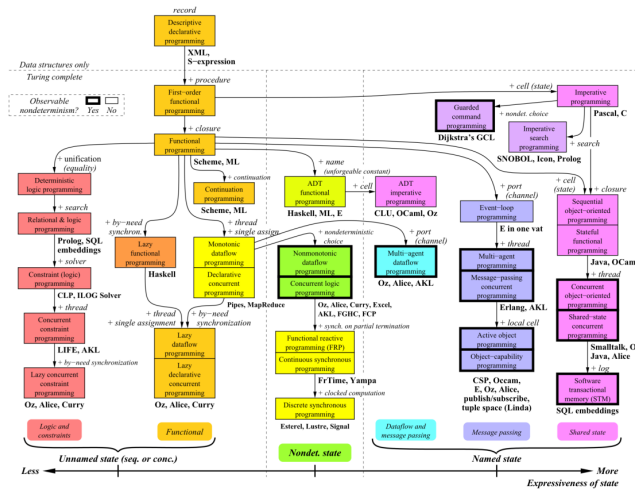 record
Descriptive
declarative
programming
XML,
S−expression
Data structures only
Turing complete
+ procedure
+ cell (state)
Observable
nondeterminism?
Yes
No
First−order
functional
programming
Imperative
programming
Pascal, C
+ nondet. choice
Guarded
command
programming
Dijkstra's GCL
Imperative
search
programming
+ search
SNOBOL, Icon, Prolog
+ closure
Functional
programming
Scheme, ML
+ unification
(equality)
+ continuation
+ name
(unforgeable constant)
+ port
(channel)
+ cell
(state)
+ closure
Deterministic
logic programming
Continuation
programming
Scheme, ML
ADT
functional
programming
Haskell, ML, E
+ cell
ADT
imperative
programming
CLU, OCaml, Oz
+ search
Relational & logic
programming
Prolog, SQL
embeddings
+ by−need
synchron.
+ thread
+ single assign.
+ nondeterministic
choice
+ port
(channel)
Event−loop
programming
E in one vat
Sequential
object−oriented
programming
Stateful
functional
programming
Java, OCam
+ solver
Constraint (logic)
programming
CLP, ILOG Solver
Lazy
functional
programming
Haskell
Monotonic
dataflow
programming
Declarative
concurrent
programming
Pipes, MapReduce
Nonmonotonic
dataflow
programming
Concurrent logic
programming
Oz, Alice, Curry, Excel,
AKL, FGHC, FCP
Multi−agent
dataflow
programming
Oz, Alice, AKL
+ thread
Multi−agent
programming
Message−passing
concurrent
programming
Erlang, AKL
+ thread
Concurrent
object−oriented
programming
Shared−state
concurrent
programming
Smalltalk, O
Java, Alice
+ thread
Concurrent
constraint
programming
LIFE, AKL
+ thread
+ single assignment
+ by−need
synchronization
+ synch. on partial termination
+ local cell
+ log
+ by−need synchronization
Lazy concurrent
constraint
programming
Oz, Alice, Curry
Lazy
dataflow
programming
Lazy
declarative
concurrent
programming
Oz, Alice, Curry
Functional reactive
programming (FRP)
Continuous synchronous
programming
FrTime, Yampa
+ clocked computation
Discrete synchronous
programming
Esterel, Lustre, Signal
Active object
programming
Object−capability
programming
CSP, Occam,
E, Oz, Alice,
publish/subscribe,
tuple space (Linda)
Software
transactional
memory (STM)
SQL embeddings
Logic and
constraints
Functional
Nondet. state
Dataflow and
message passing
Message passing
Shared state
Unnamed state (seq. or conc.)
Named state
Less
More
Expressiveness of state